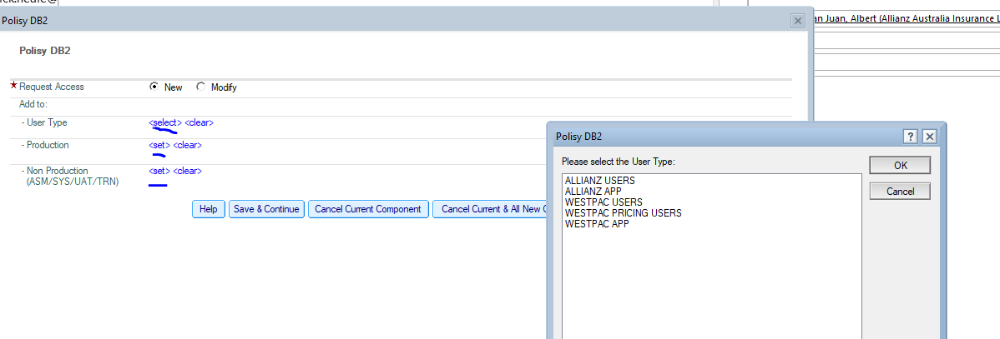 Polisy DB2
an Juan, Albert (Allianz Australia Insurance L
Polisy DB2
* Request Access New Modify
Add to:
- User Type <select> <clear>
- Production <set> <clear>
- Non Production <set> <clear>
(ASM/SYS/UAT/TRN)
Help Save & Continue Cancel Current Component Cancel Current & All New
Polisy DB2 ?
Please select the User Type:
OK
Cancel
ALLIANZ USERS
ALLIANZ APP
WESTPAC USERS
WESTPAC PRICING USERS
WESTPAC APP